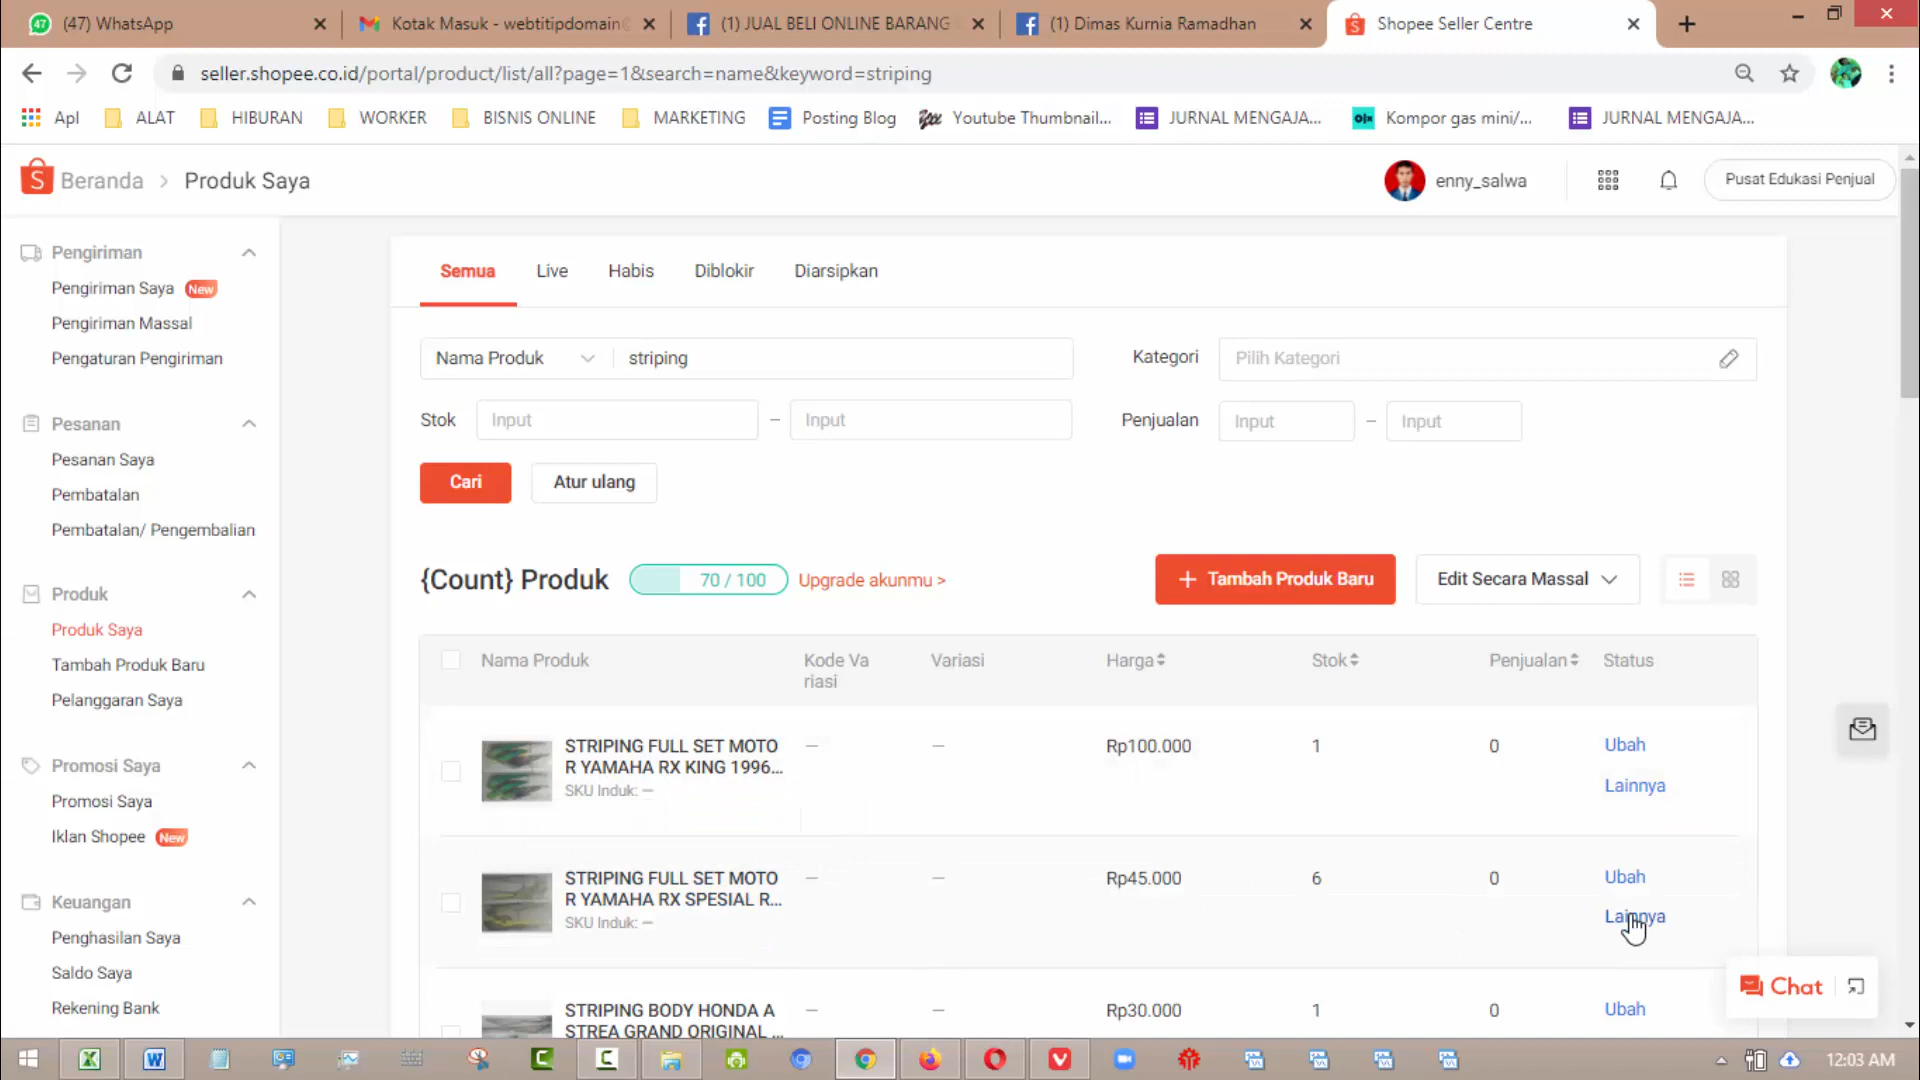 (47) WhatsApp
Kotak Masuk - webtitipdomain
(1) JUAL BELI ONLINE BARANG
(1) Dimas Kurnia Ramadhan
Shopee Seller Centre
seller.shopee.co.id/portal/product/list/all?page=1&search=name&keyword=striping
Apl
ALAT
HIBURAN
WORKER
BISNIS ONLINE
MARKETING
Posting Blog
Youtube Thumbnail...
JURNAL MENGAJA...
Kompor gas mini/...
JURNAL MENGAJA...
Beranda > Produk Saya
enny_salwa
Pusat Edukasi Penjual
Pengiriman
Pengiriman Saya New
Pengiriman Massal
Pengaturan Pengiriman
Pesanan
Pesanan Saya
Pembatalan
Pembatalan/ Pengembalian
Produk
Produk Saya
Tambah Produk Baru
Pelanggaran Saya
Promosi Saya
Promosi Saya
Iklan Shopee New
Keuangan
Penghasilan Saya
Saldo Saya
Rekening Bank
Semua Live Habis Diblokir Diarsipkan
Nama Produk striping
Kategori Pilih Kategori
Stok Input – Input
Penjualan Input – Input
Cari Atur ulang
{Count} Produk 70 / 100 Upgrade akunmu >
+ Tambah Produk Baru
Edit Secara Massal
Nama Produk
Kode Va
riasi
Variasi Harga Stok Penjualan Status
STRIPING FULL SET MOTO
R YAMAHA RX KING 1996...
SKU Induk: —
— — Rp100.000 1 0 Ubah
Lainnya
STRIPING FULL SET MOTO
R YAMAHA RX SPESIAL R...
SKU Induk: —
— — Rp45.000 6 0 Ubah
Lainnya
STRIPING BODY HONDA A
STREA GRAND ORIGINAL ...
— — Rp30.000 1 0 Ubah
Chat
12:03 AM